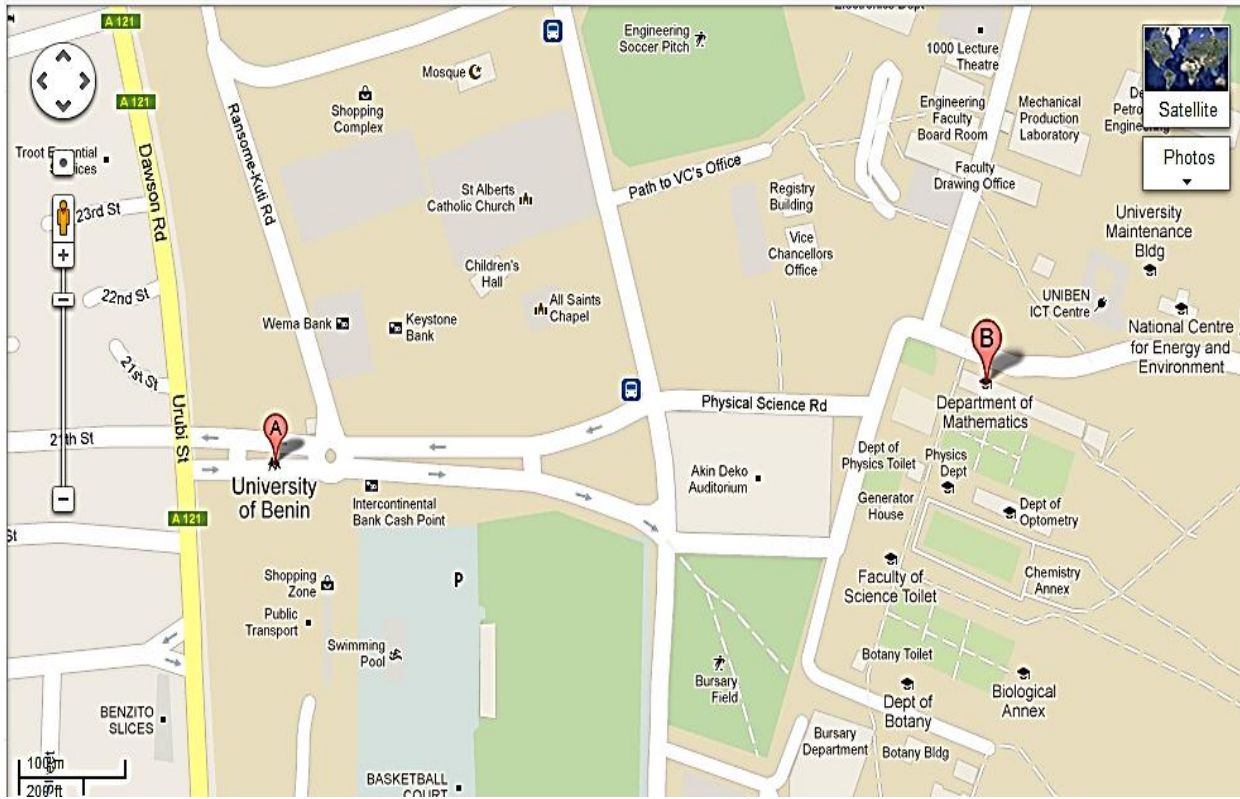 A 121
A 121
Dawson Rd
Ransome-Kuti Rd
Mosque
Shopping
Complex
Engineering
Soccer Pitch
1000 Lecture
Theatre
Engineering
Faculty
Board Room
Mechanical
Production
Laboratory
Satellite
Photos
Troot
23rd St
22nd St
21st St
St Alberts
Catholic Church
Path to VC's Office
Registry
Building
Faculty
Drawing Office
University
Maintenance
Bldg
Vice
Chancellors
Office
Children's
Hall
All Saints
Chapel
Wema Bank
Keystone
Bank
UNIBEN
ICT Centre
National Centre
for Energy and
Environment
B
Department of
Mathematics
Physical Science Rd
Urubi St
A
University
of Benin
Intercontinental
Bank Cash Point
Akin Deko
Auditorium
Dept of
Physics Toilet
Physics
Dept
Generator
House
Dept of
Optometry
A 121
St
Faculty of
Science Toilet
Chemistry
Annex
Shopping
Zone
P
Public
Transport
Swimming
Pool
Bursary
Field
Botany Toilet
Dept of
Botany
Biological
Annex
BENZITO
SLICES
Bursary
Department
Botany Bldg
BASKETBALL
COURT
100 m
200 ft